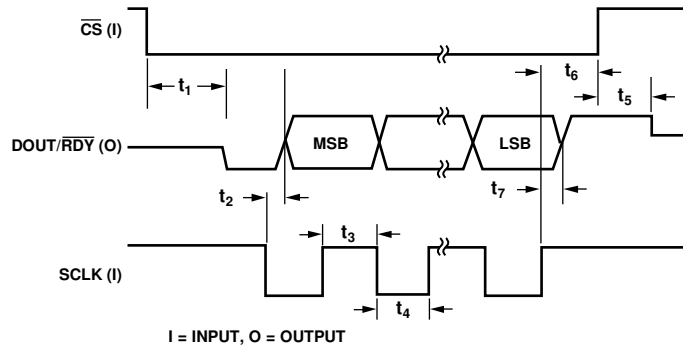 CS (I)
t6
t1
t5
DOUT/RDY (O)
MSB
LSB
t2
t7
t3
SCLK (I)
t4
I = INPUT, O = OUTPUT